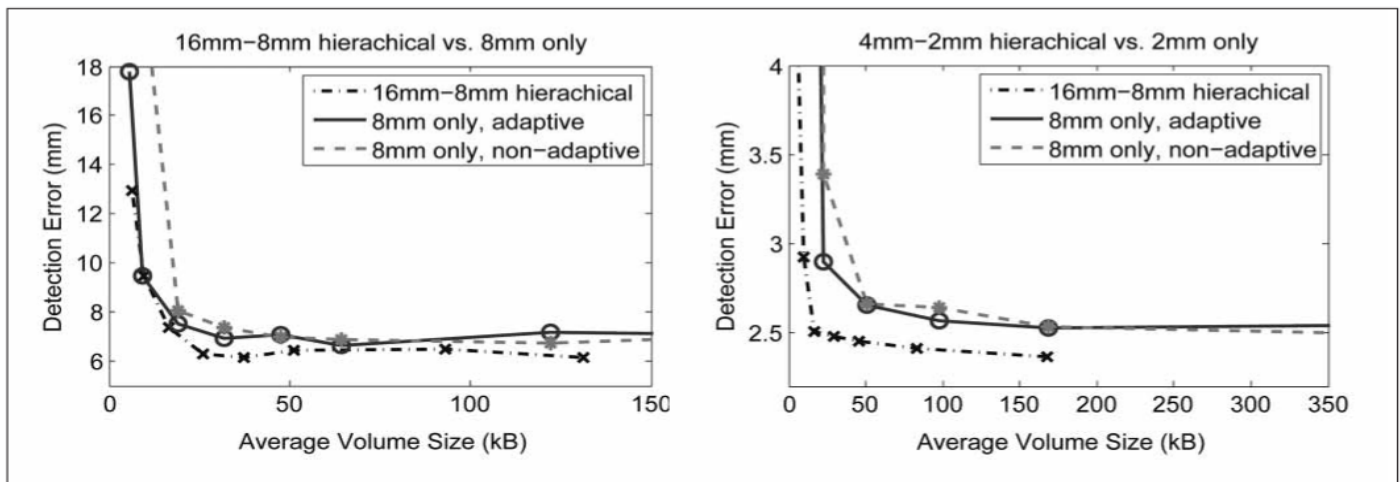 16mm−8mm hierachical vs. 8mm only
18
16
14
12
10
8
6
0
50
100
150
Detection Error (mm)
Average Volume Size (kB)
16mm−8mm hierachical
8mm only, adaptive
8mm only, non−adaptive
4mm−2mm hierachical vs. 2mm only
4
3.5
3
2.5
0
50
100
150
200
250
300
350
Detection Error (mm)
Average Volume Size (kB)
16mm−8mm hierachical
8mm only, adaptive
8mm only, non−adaptive